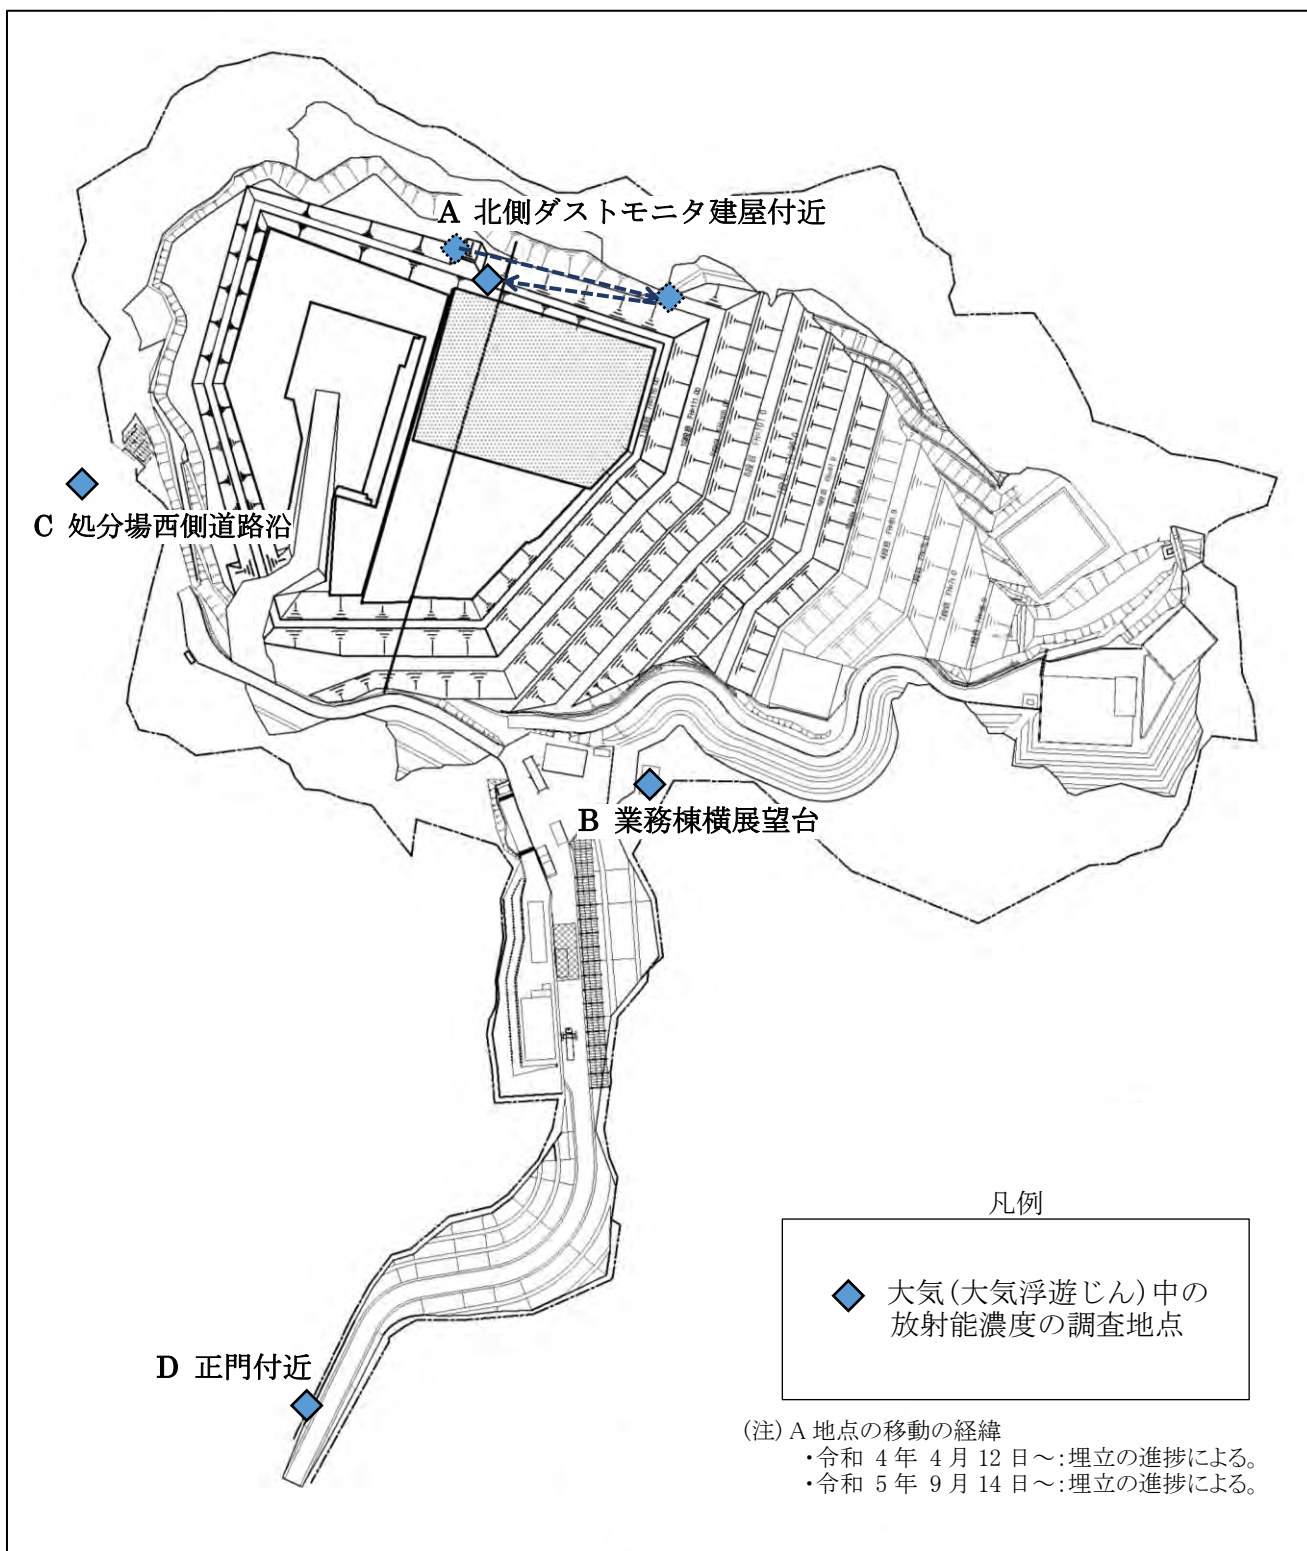 A 北側ダストモニタ建屋付近
C 処分場西側道路沿
B 業務棟横展望台
D 正門付近
凡例
大気(大気浮遊じん)中の
放射能濃度の調査地点
(注) A 地点の移動の経緯
・令和 4 年 4 月 12 日～:埋立の進捗による。
・令和 5 年 9 月 14 日～:埋立の進捗による。